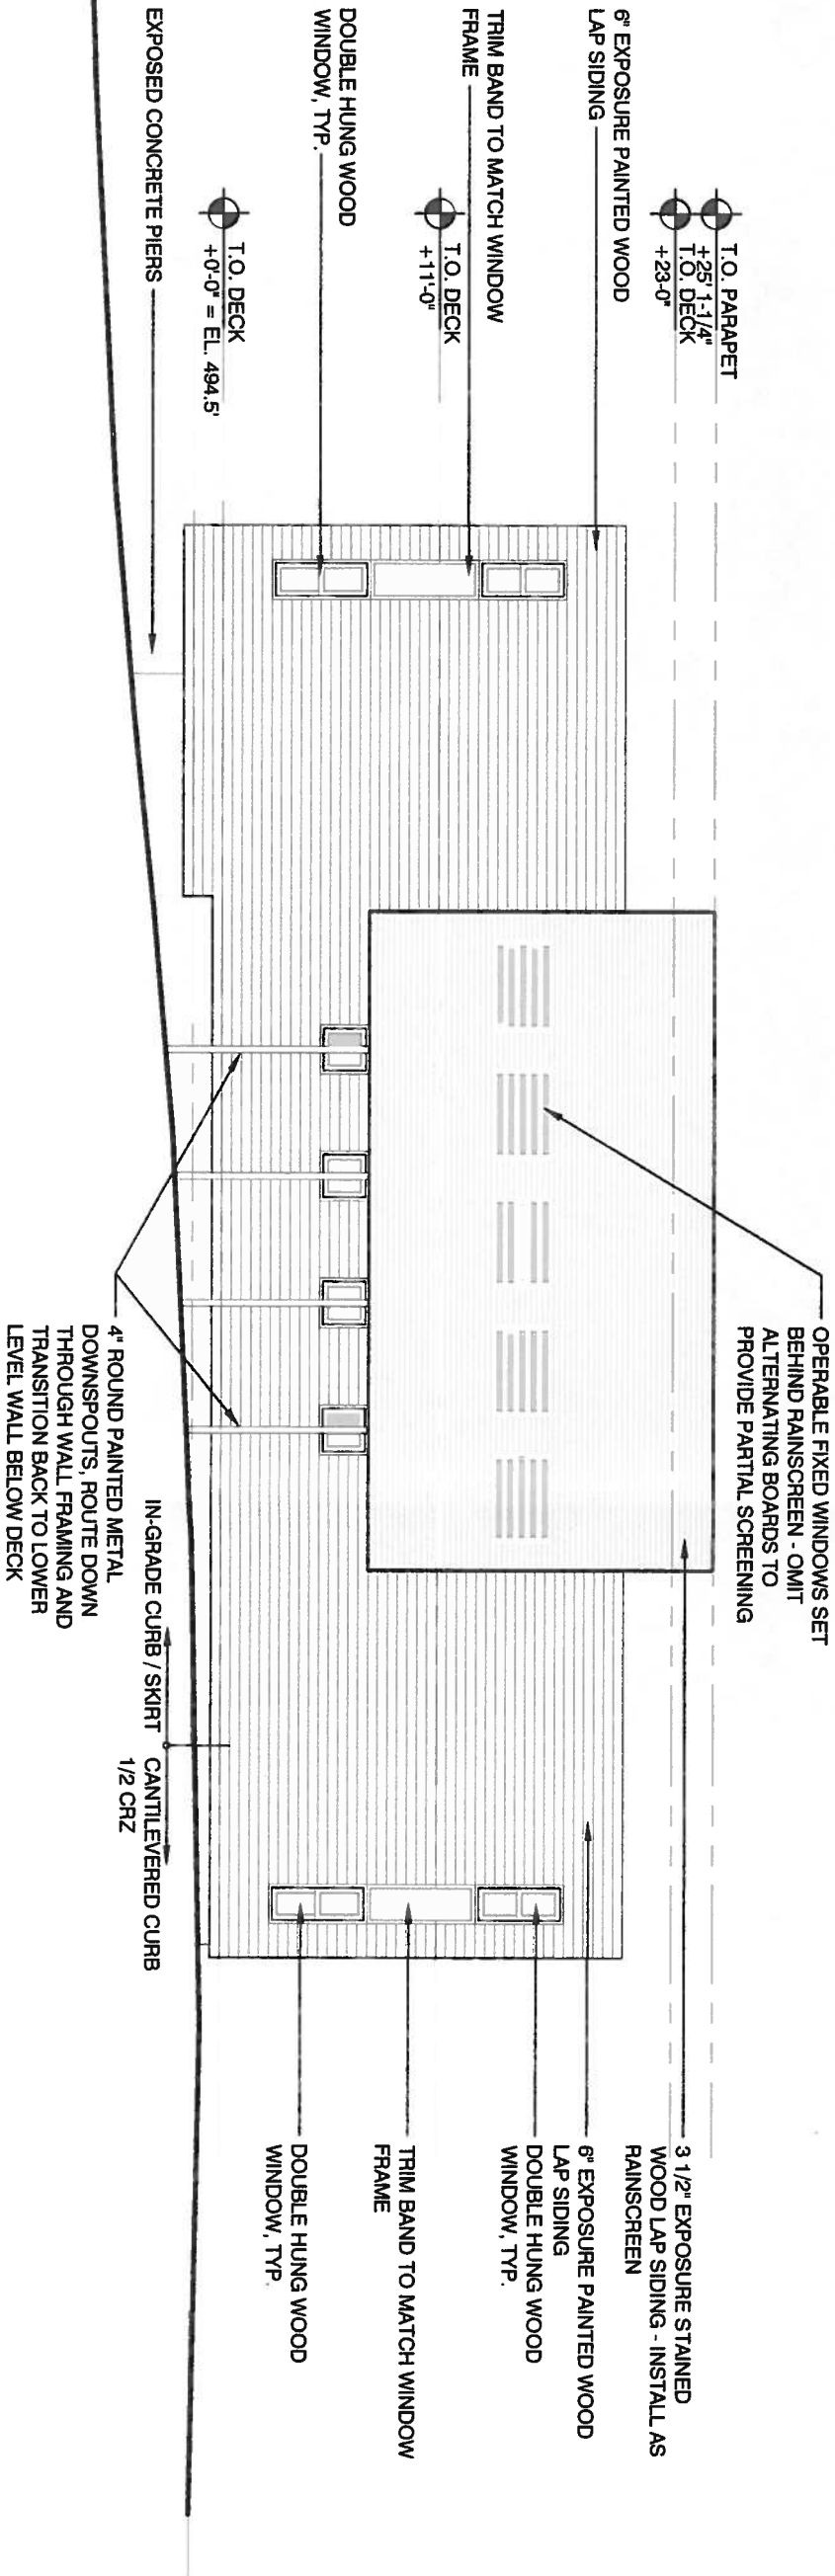 OPERABLE FIXED WINDOWS SET
BEHIND RAINSCREEN - OMIT
ALTERNATING BOARDS TO
PROVIDE PARTIAL SCREENING
T.O. PARAPET
+25' 1-1/4"
T.O. DECK
+23-0"
6" EXPOSURE PAINTED WOOD
LAP SIDING
TRIM BAND TO MATCH WINDOW
FRAME
T.O. DECK
+11'-0"
DOUBLE HUNG WOOD
WINDOW, TYP.
T.O. DECK
+0'-0" = EL. 494.5'
EXPOSED CONCRETE PIERS
3 1/2" EXPOSURE STAINED
WOOD LAP SIDING - INSTALL AS
RAINSCREEN
6" EXPOSURE PAINTED WOOD
LAP SIDING
DOUBLE HUNG WOOD
WINDOW, TYP.
TRIM BAND TO MATCH WINDOW
FRAME
DOUBLE HUNG WOOD
WINDOW, TYP.
IN-GRADE CURB / SKIRT
CANTILEVERED CURB
1/2 CRZ
4" ROUND PAINTED METAL
DOWNSPOUTS, ROUTE DOWN
THROUGH WALL FRAMING AND
TRANSITION BACK TO LOWER
LEVEL WALL BELOW DECK